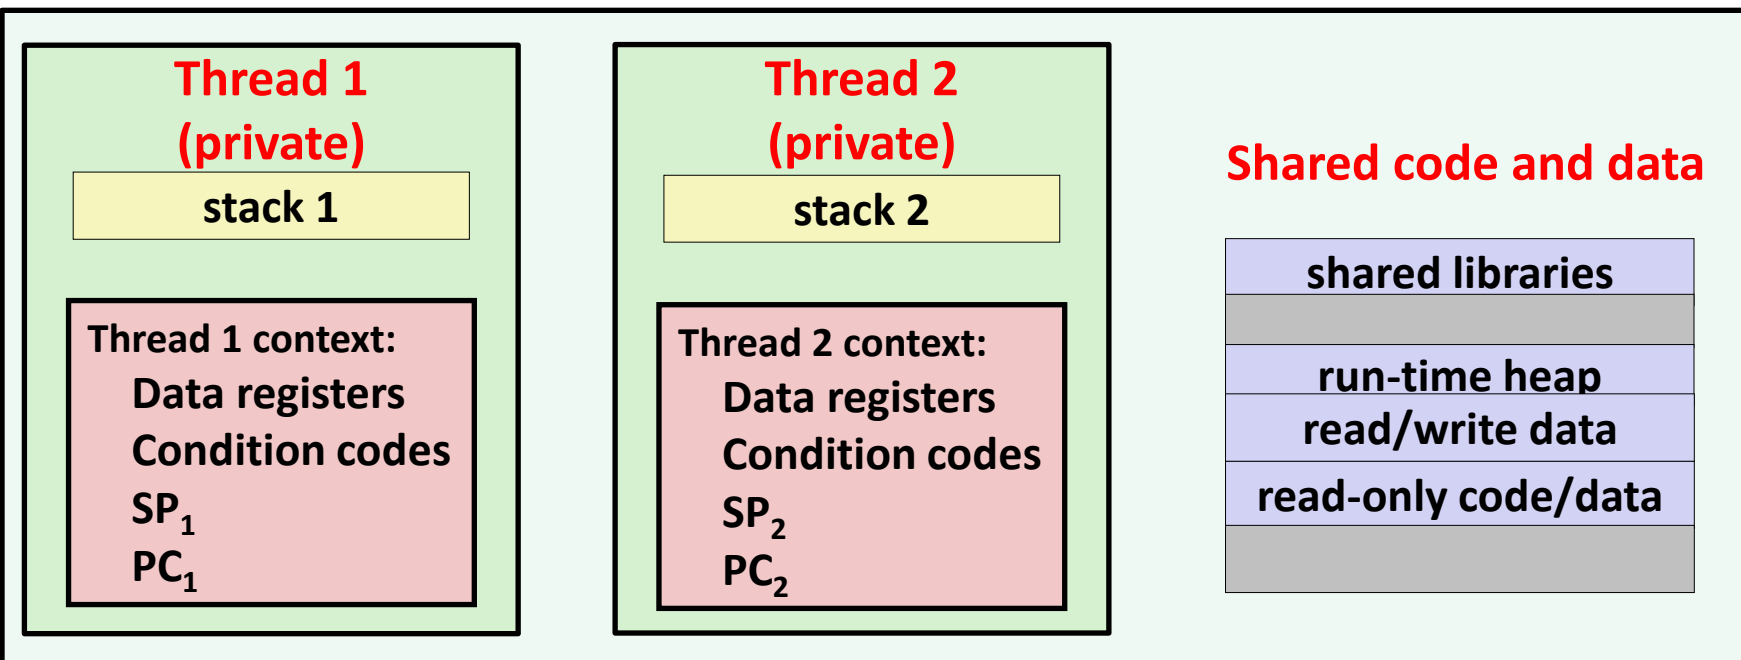 Thread 1
(private)
stack 1
Thread 1 context:
Data registers
Condition codes
SP₁
PC₁
Thread 2
(private)
stack 2
Thread 2 context:
Data registers
Condition codes
SP₂
PC₂
Shared code and data
shared libraries
run-time heap
read/write data
read-only code/data